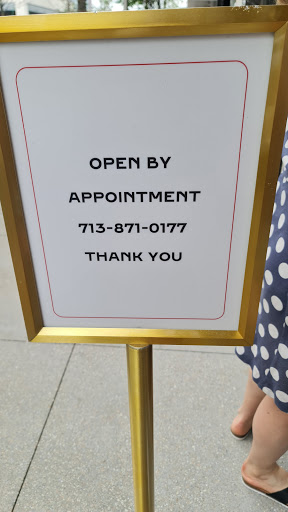 OPEN BY
APPOINTMENT
713-871-0177
THANK YOU